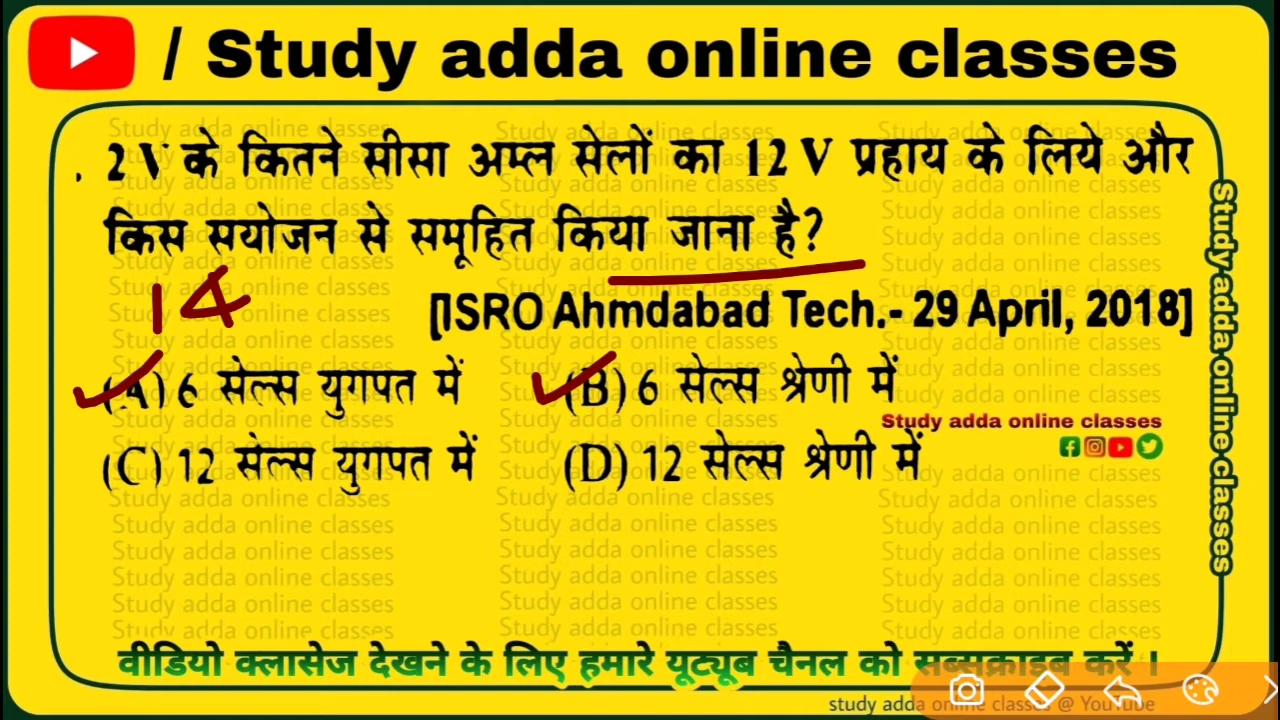 / Study adda online classes
. 2 V के कितने सीसा अम्ल सेलों का 12 V प्रहाय के लिये और
किस सयोजन से समूहित किया जाना है?
14
[ISRO Ahmdabad Tech.- 29 April, 2018]
(A) 6 सेल्स युगपत में (B) 6 सेल्स श्रेणी में
Study adda online classes
(C) 12 सेल्स युगपत में (D) 12 सेल्स श्रेणी में
Study adda online classes
वीडियो क्लासेज देखने के लिए हमारे यूट्यूब चैनल को सब्सक्राइब करें ।
study adda online classes @ YouTube